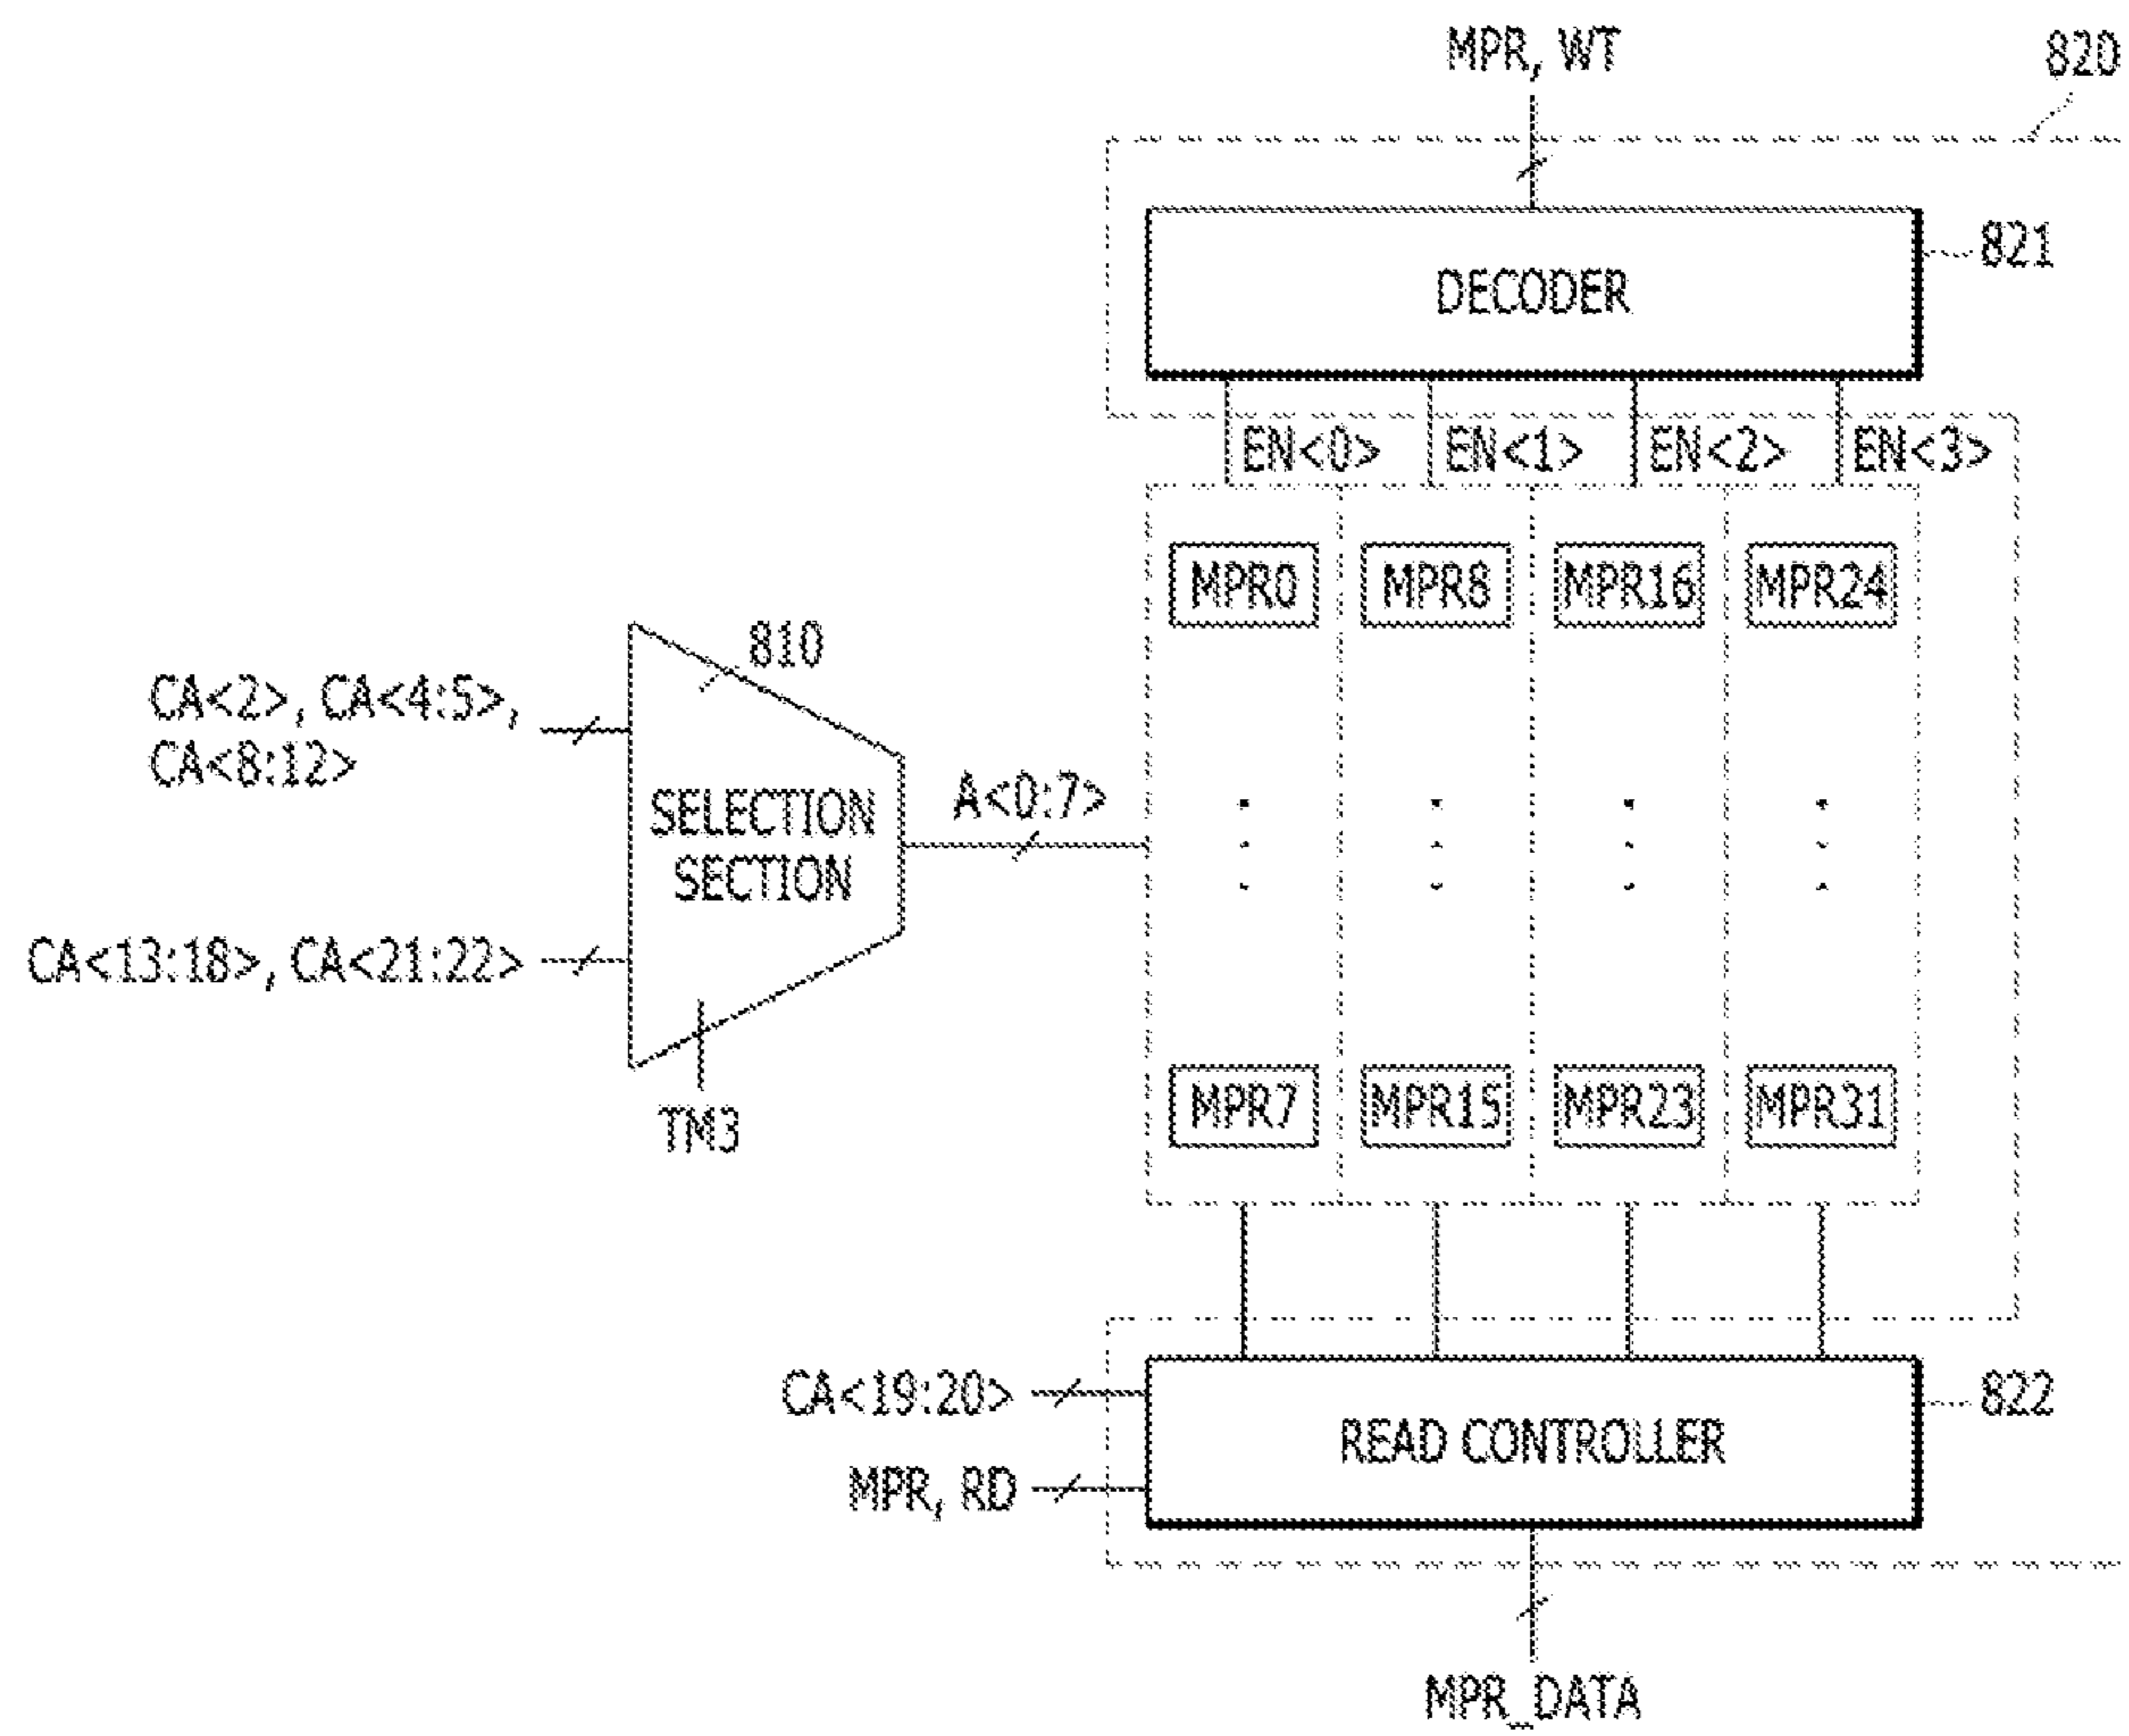 MPR, WT
820
821
DECODER
EN<0> EN<1> EN<2> EN<3>
MPR0 MPR8 MPR16 MPR24
810
CA<2>, CA<4:5>,
CA<8:12>
A<0:7>
SELECTION
SECTION
CA<13:18>, CA<21:22>
TM3
MPR7 MPR15 MPR23 MPR31
CA<19:20>
822
READ CONTROLLER
MPR, RD
MPR_DATA